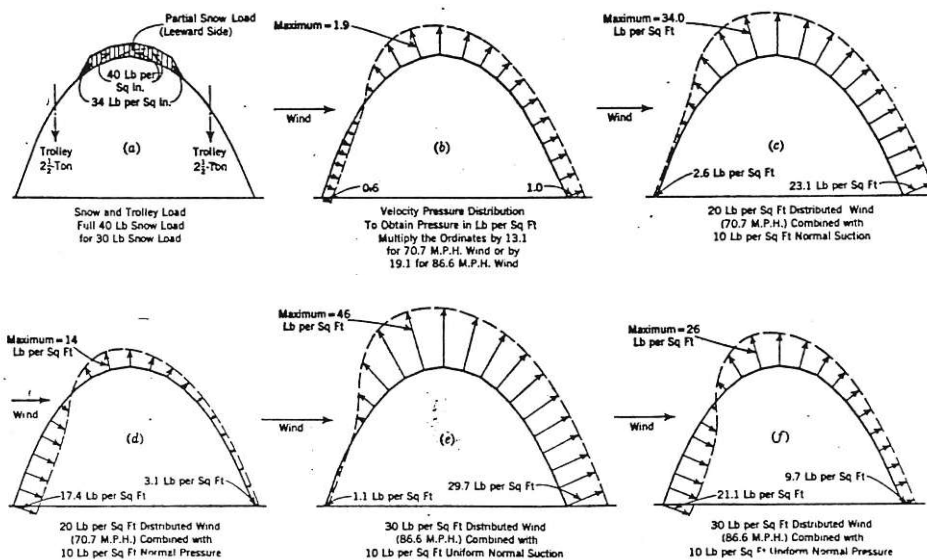 Partial Snow Load
(Leeward Side)
40 Lb per
Sq In.
34 Lb per Sq In.
(a)
Trolley
2½-Ton
Trolley
2½-Ton
Snow and Trolley Load
Full 40 Lb Snow Load
for 30 Lb Snow Load
Maximum = 1.9
Wind
(b)
0.6
1.0
Velocity Pressure Distribution
To Obtain Pressure in Lb per Sq Ft
Multiply the Ordinates by 13.1
for 70.7 M.P.H. Wind or by
19.1 for 86.6 M.P.H. Wind
Maximum = 34.0
Lb per Sq Ft
Wind
(c)
2.6 Lb per Sq Ft
23.1 Lb per Sq Ft
20 Lb per Sq Ft Distributed Wind
(70.7 M.P.H.) Combined with
10 Lb per Sq Ft Normal Suction
Maximum = 14
Lb per Sq Ft
Wind
(d)
3.1 Lb per Sq Ft
17.4 Lb per Sq Ft
20 Lb per Sq Ft Distributed Wind
(70.7 M.P.H.) Combined with
10 Lb per Sq Ft Normal Pressure
Maximum = 46
Lb per Sq Ft
Wind
(e)
29.7 Lb per Sq Ft
1.1 Lb per Sq Ft
30 Lb per Sq Ft Distributed Wind
(86.6 M.P.H.) Combined with
10 Lb per Sq Ft Uniform Normal Suction
Maximum = 26
Lb per Sq Ft
Wind
(f)
9.7 Lb per Sq Ft
21.1 Lb per Sq Ft
30 Lb per Sq Ft Distributed Wind
(86.6 M.P.H.) Combined with
10 Lb per Sq Ft Uniform Normal Pressure